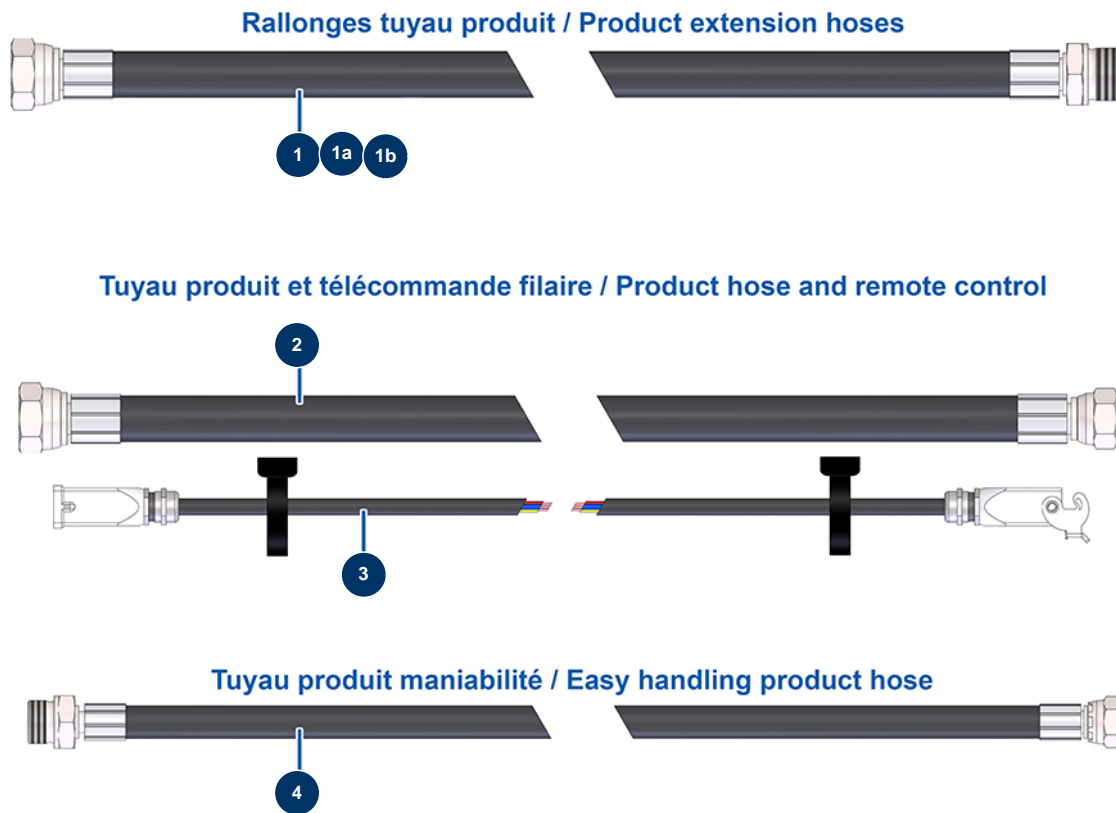 Rallonges tuyau produit / Product extension hoses
1 1a 1b
Tuyau produit et télécommande filaire / Product hose and remote control
2
3
Tuyau produit maniabilité / Easy handling product hose
4